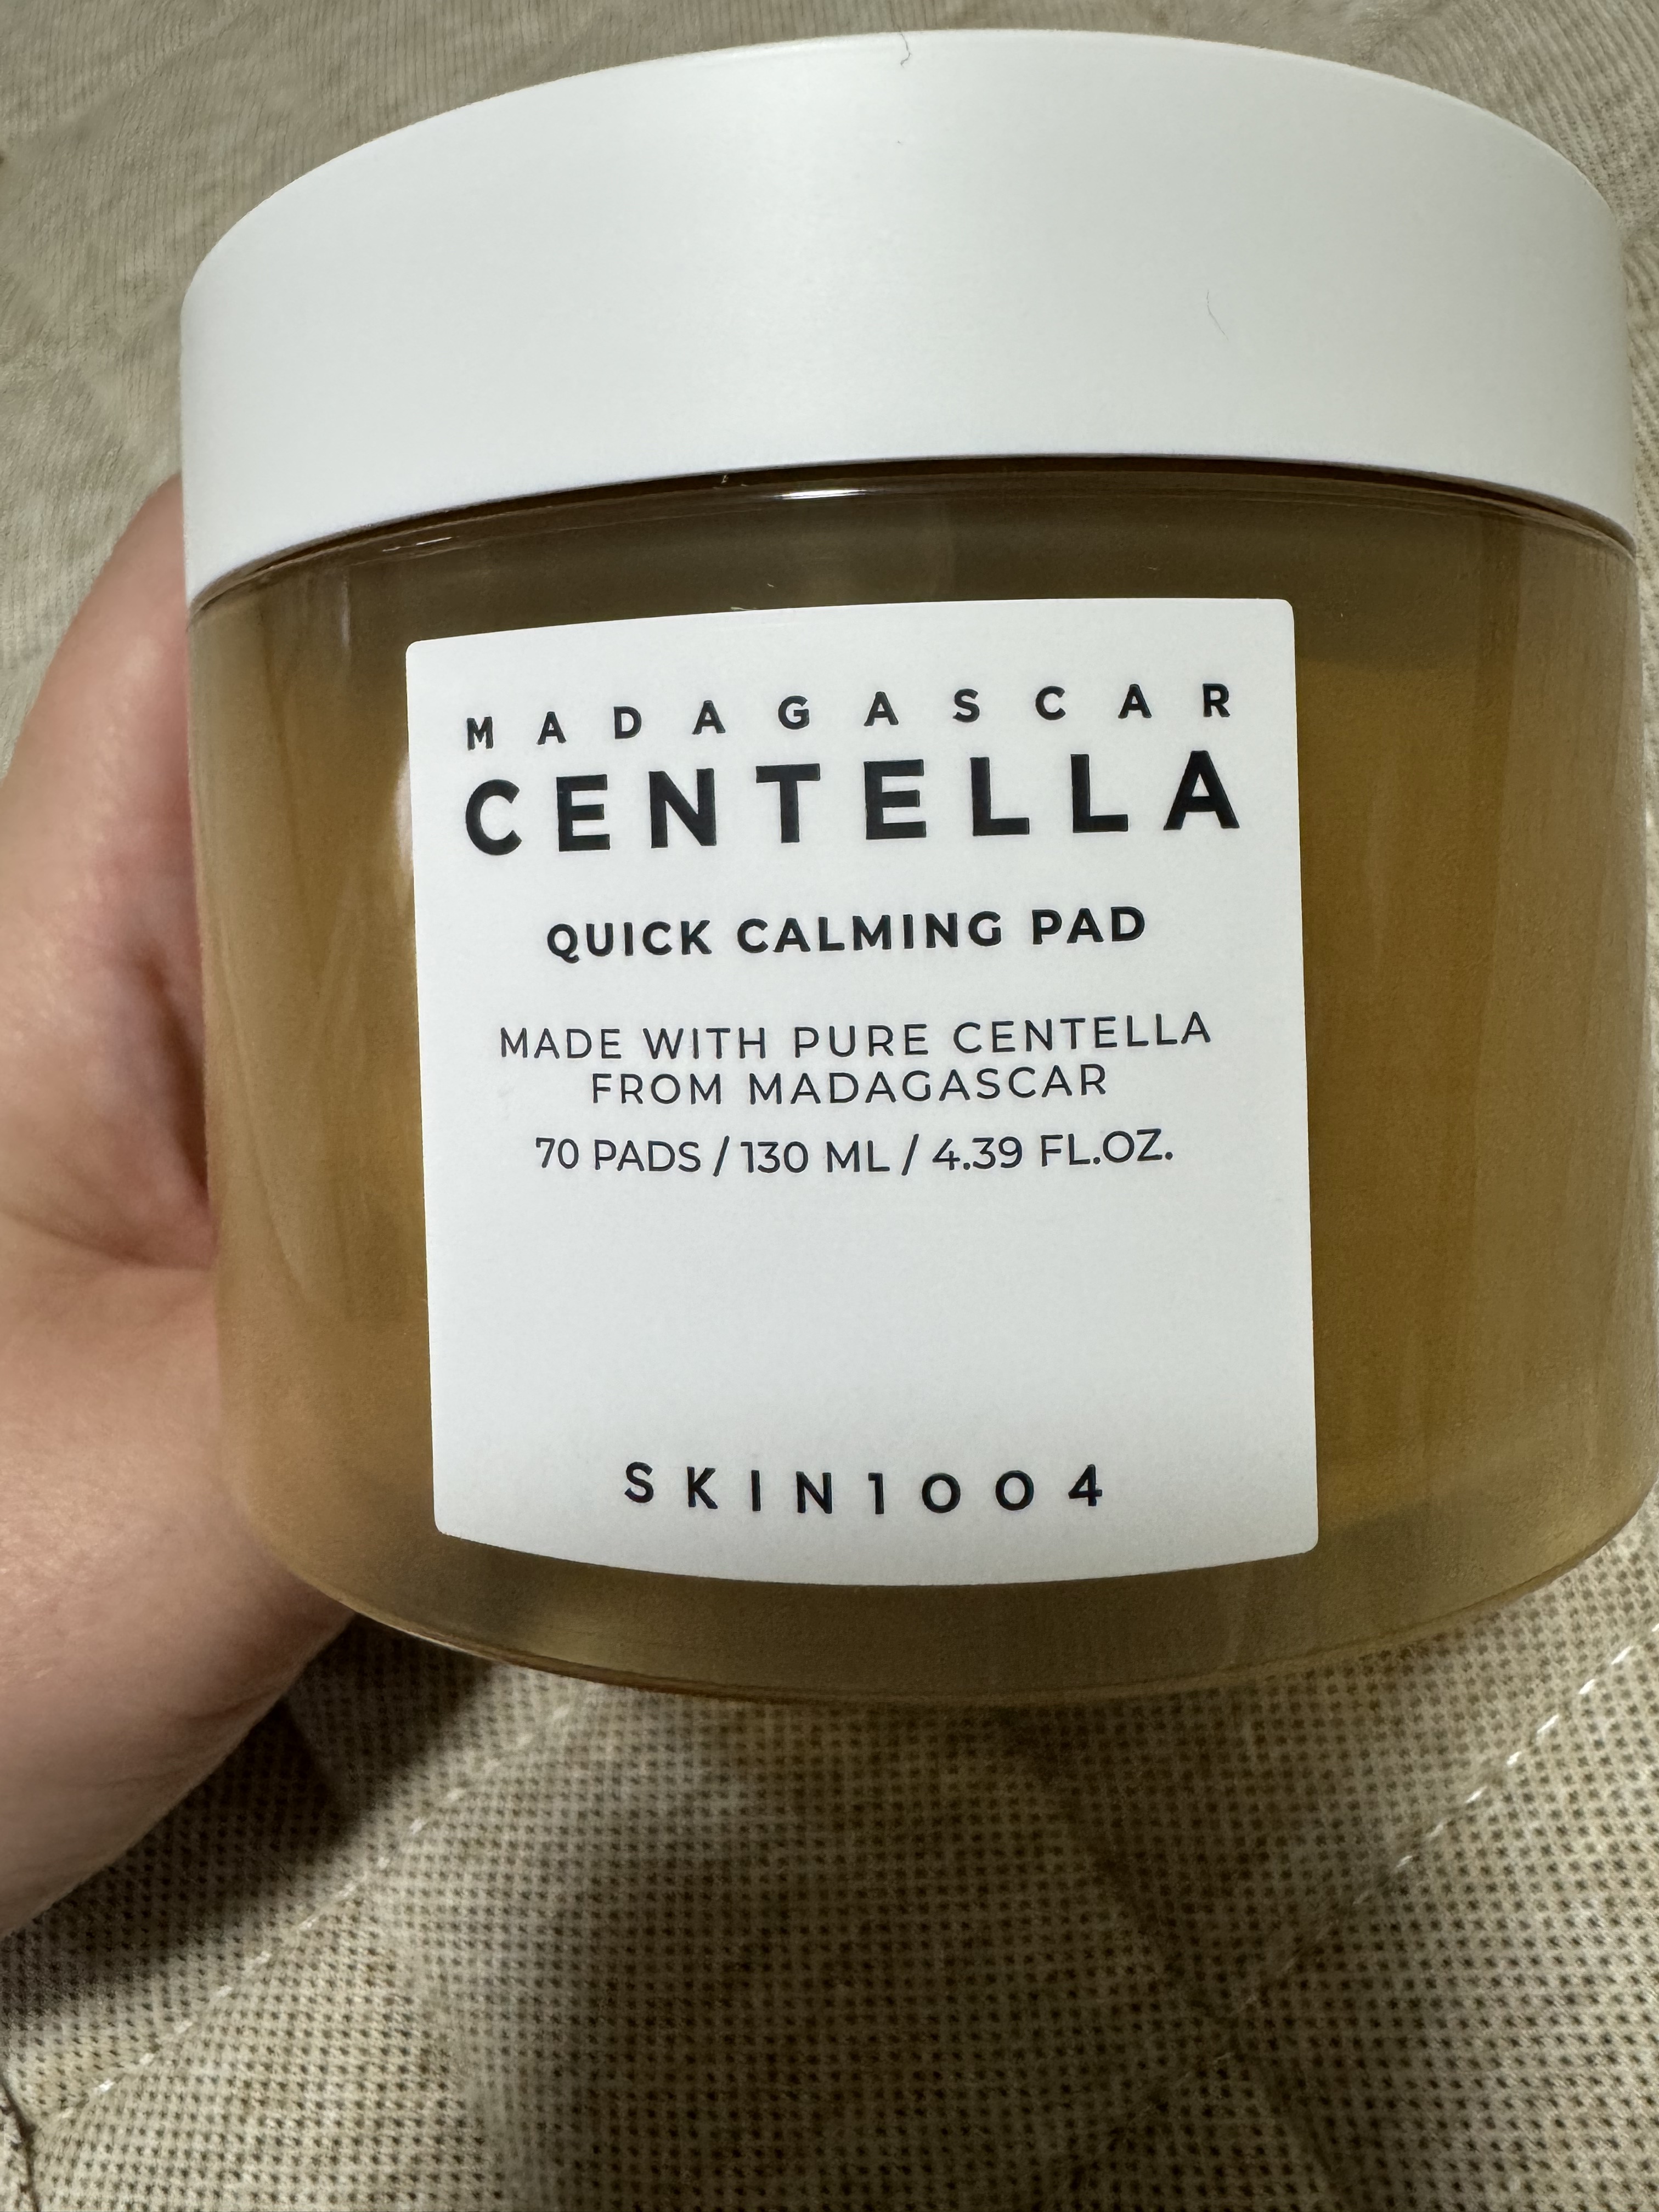 MADAGASCAR
CENTELLA
QUICK CALMING PAD
MADE WITH PURE CENTELLA
FROM MADAGASCAR
70 PADS / 130 ML / 4.39 FL.OZ.
SKIN1004